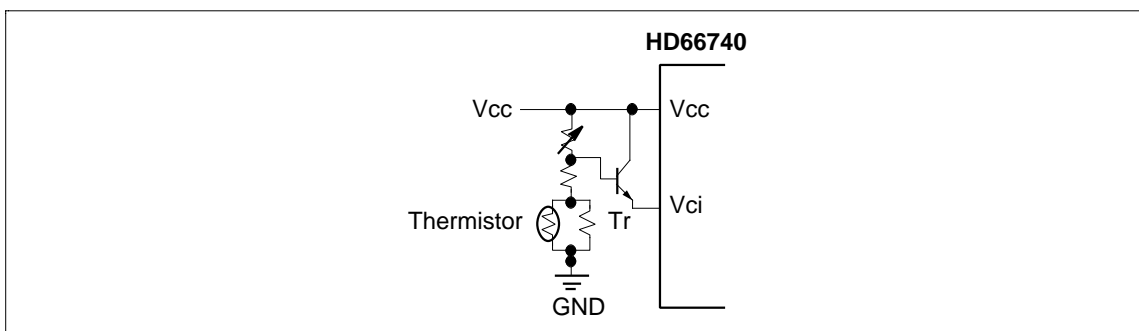 HD66740
Vcc
Vcc
Vci
Thermistor
Tr
GND